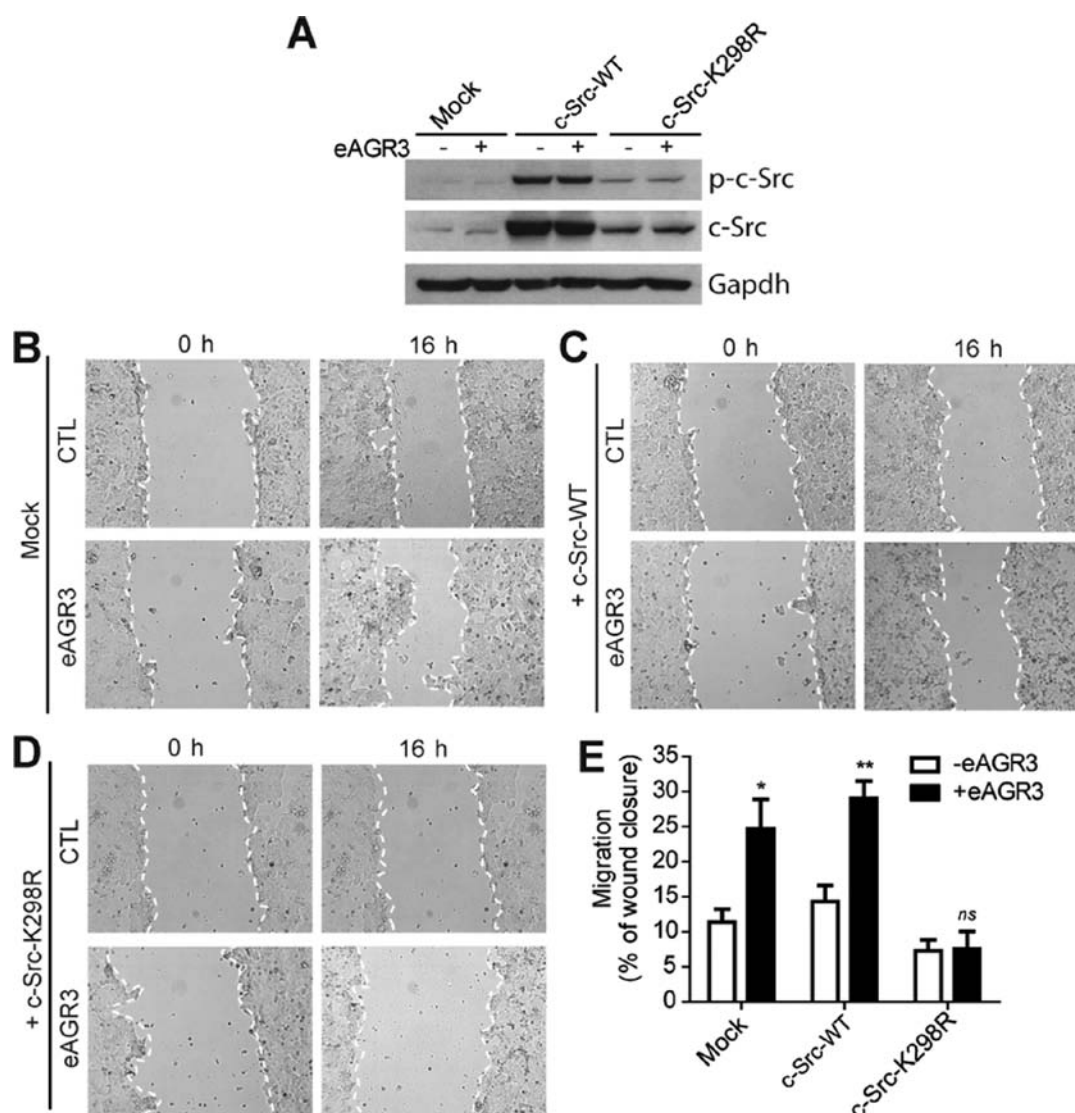 A
Mock
c-Src-WT
c-Src-K298R
eAGR3 - + - + - +
p-c-Src
c-Src
Gapdh
B
0 h
16 h
Mock
CTL
eAGR3
C
0 h
16 h
+ c-Src-WT
CTL
eAGR3
D
0 h
16 h
+ c-Src-K298R
CTL
eAGR3
E
Migration
(% of wound closure)
35
30
25
20
15
10
5
0
*
**
ns
-eAGR3
+eAGR3
Mock
c-Src-WT
c-Src-K298R